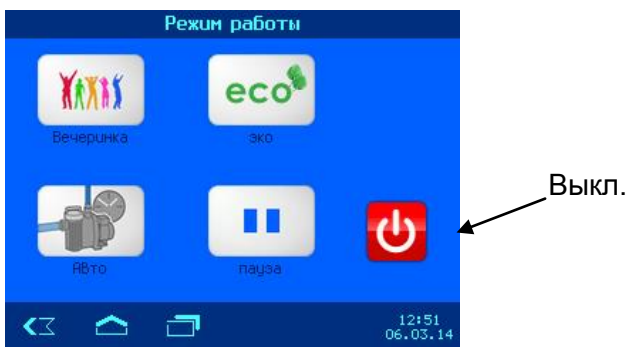 Режим работы
eco
Вечеринка
эко
Выкл.
Авто
пауза
12:51
06.03.14